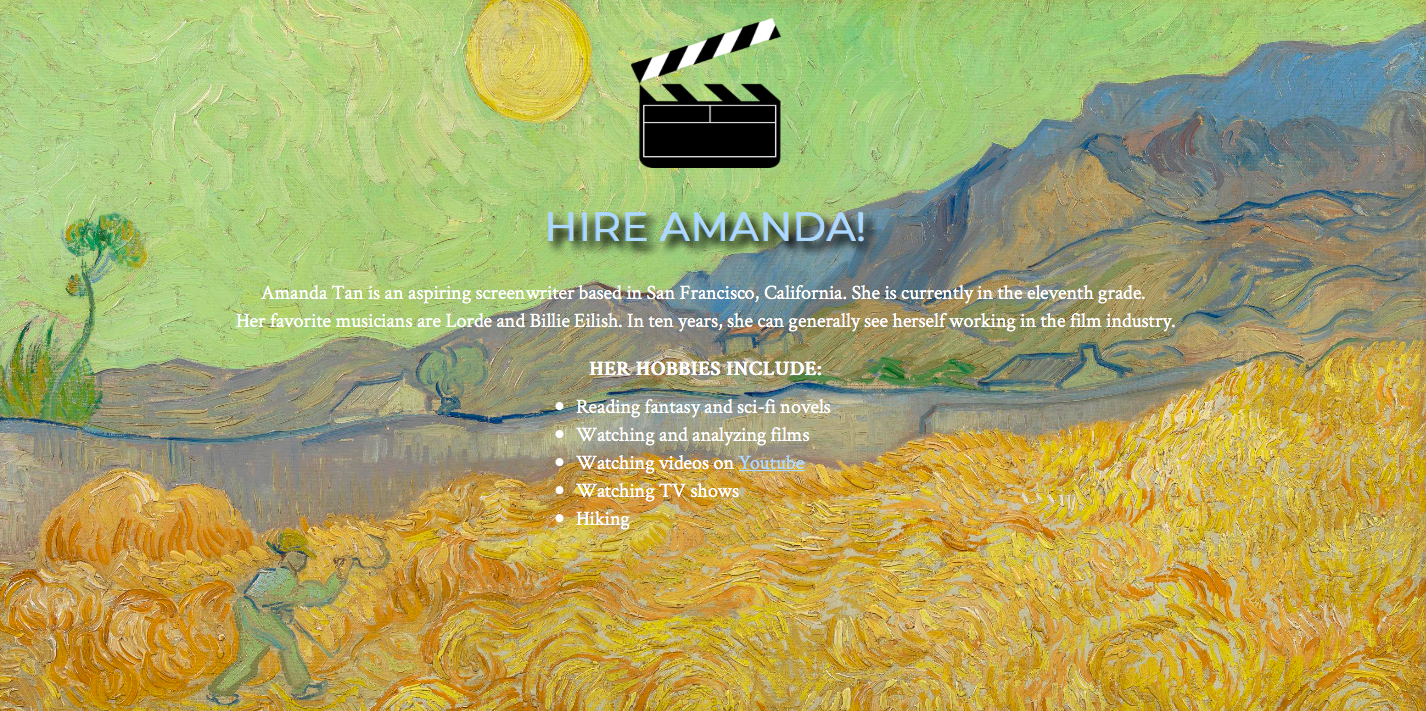 HIRE AMANDA!
Amanda Tan is an aspiring screenwriter based in San Francisco, California. She is currently in the eleventh grade.
Her favorite musicians are Lorde and Billie Eilish. In ten years, she can generally see herself working in the film industry.
HER HOBBIES INCLUDE:
• Reading fantasy and sci-fi novels
• Watching and analyzing films
• Watching videos on Youtube
• Watching TV shows
• Hiking